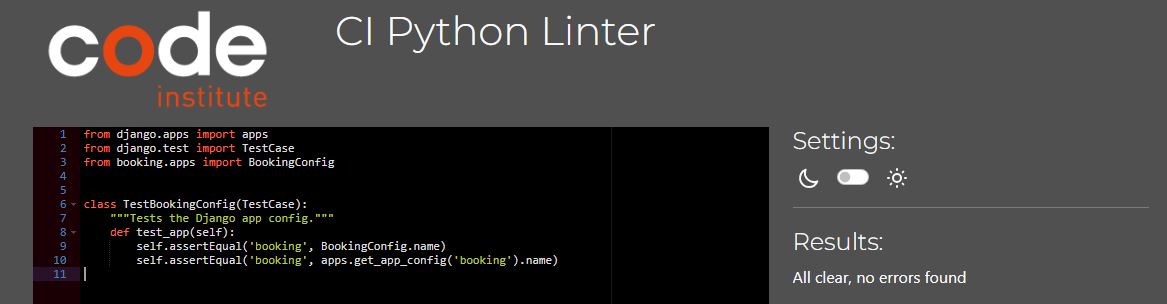 code
institute
CI Python Linter
1 from django.apps import apps
2 from django.test import TestCase
3 from booking.apps import BookingConfig
4
5
6 class TestBookingConfig(TestCase):
7     """Tests the Django app config."""
8     def test_app(self):
9         self.assertEqual('booking', BookingConfig.name)
10         self.assertEqual('booking', apps.get_app_config('booking').name)
11
Settings:
Results:
All clear, no errors found